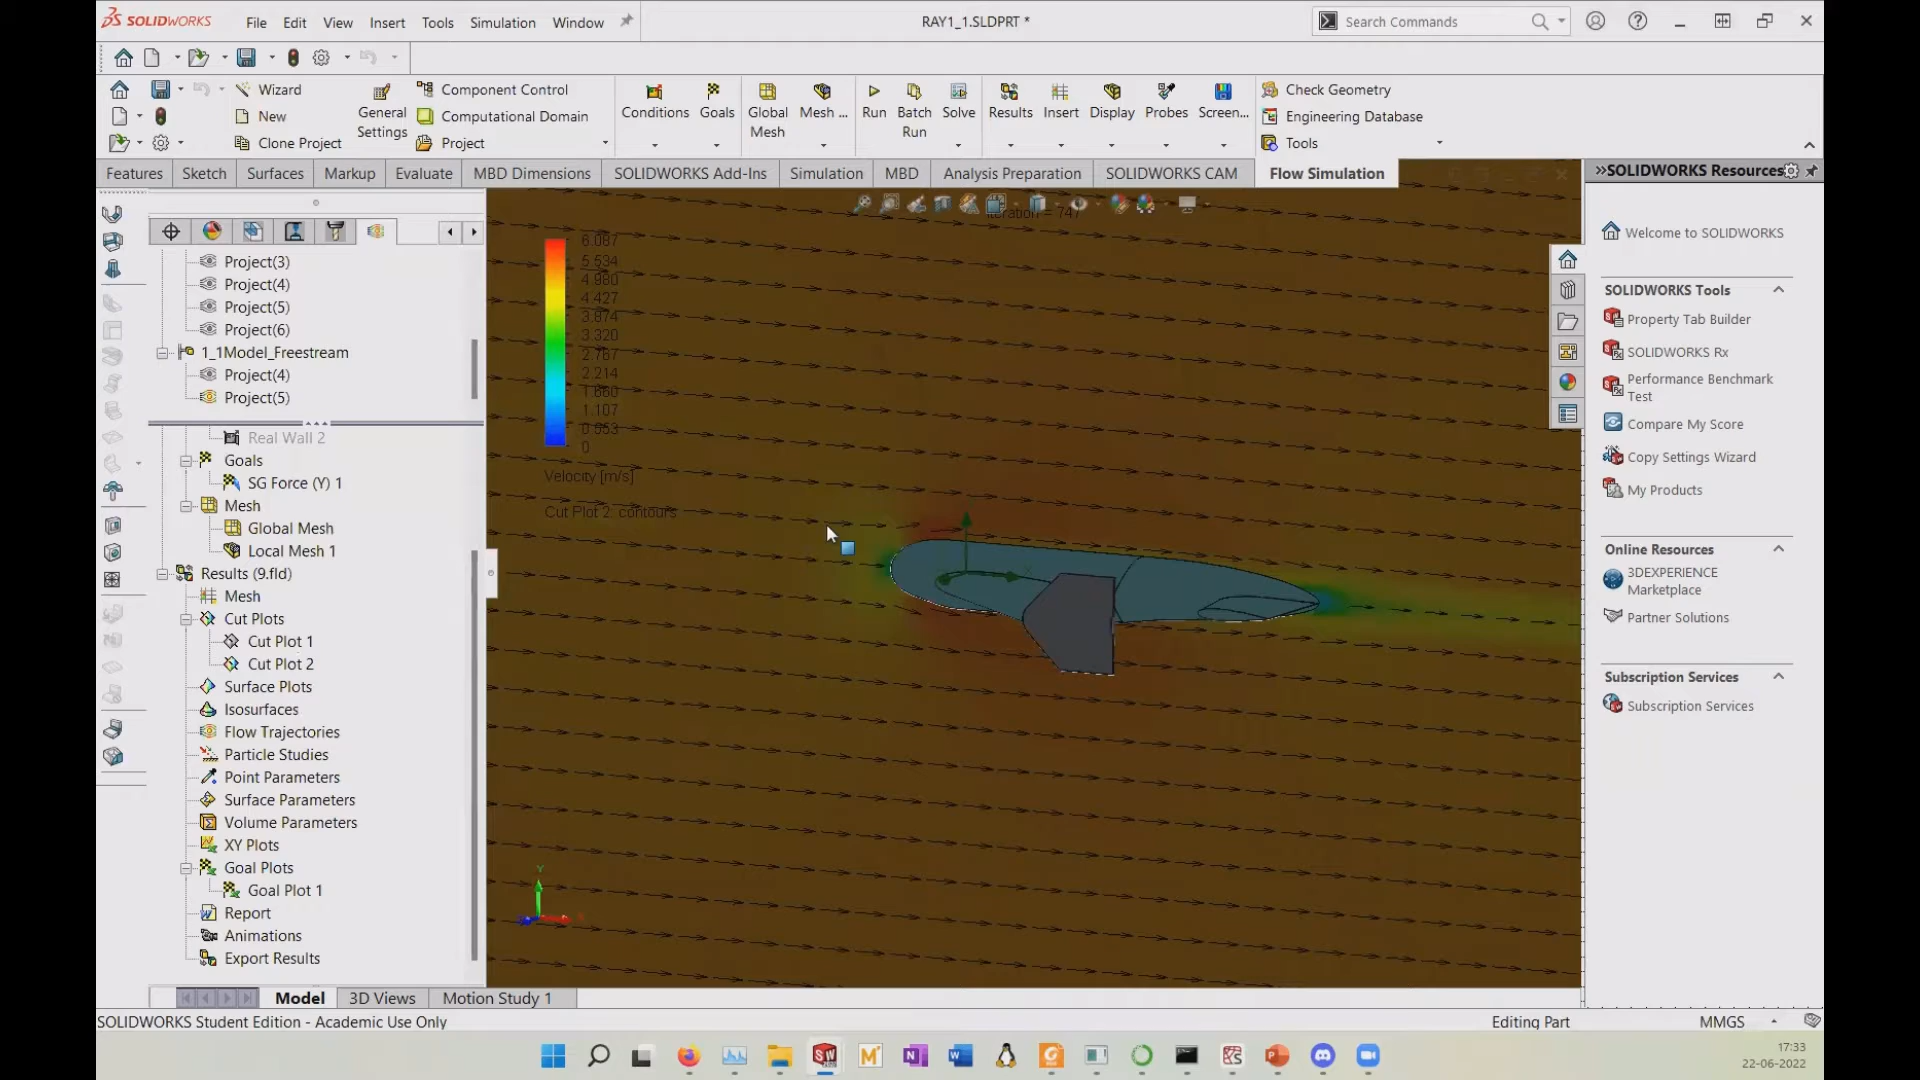 SOLIDWORKS
File Edit View Insert Tools Simulation Window
RAY1_1.SLDPRT *
Search Commands
Wizard
New
Clone Project
General Settings
Component Control
Computational Domain
Project
Conditions
Goals
Global Mesh
Mesh ...
Run
Batch Run
Solve
Results
Insert
Display
Probes
Screen...
Check Geometry
Engineering Database
Tools
Features Sketch Surfaces Markup Evaluate MBD Dimensions SOLIDWORKS Add-Ins Simulation MBD Analysis Preparation SOLIDWORKS CAM Flow Simulation
Project(3)
Project(4)
Project(5)
Project(6)
1_1Model_Freestream
Project(4)
Project(5)
Real Wall 2
Goals
SG Force (Y) 1
Mesh
Global Mesh
Local Mesh 1
Results (9.fld)
Mesh
Cut Plots
Cut Plot 1
Cut Plot 2
Surface Plots
Isosurfaces
Flow Trajectories
Particle Studies
Point Parameters
Surface Parameters
Volume Parameters
XY Plots
Goal Plots
Goal Plot 1
Report
Animations
Export Results
Iteration = 747
6.087
5.534
4.980
4.427
3.874
3.320
2.767
2.214
1.660
1.107
0.553
0
Velocity [m/s]
Cut Plot 2: contours
Y
X
»SOLIDWORKS Resources
Welcome to SOLIDWORKS
SOLIDWORKS Tools
Property Tab Builder
SOLIDWORKS Rx
Performance Benchmark
Test
Compare My Score
Copy Settings Wizard
My Products
Online Resources
3DEXPERIENCE
Marketplace
Partner Solutions
Subscription Services
Subscription Services
Model 3D Views Motion Study 1
SOLIDWORKS Student Edition - Academic Use Only
Editing Part
MMGS
17:33
22-06-2022